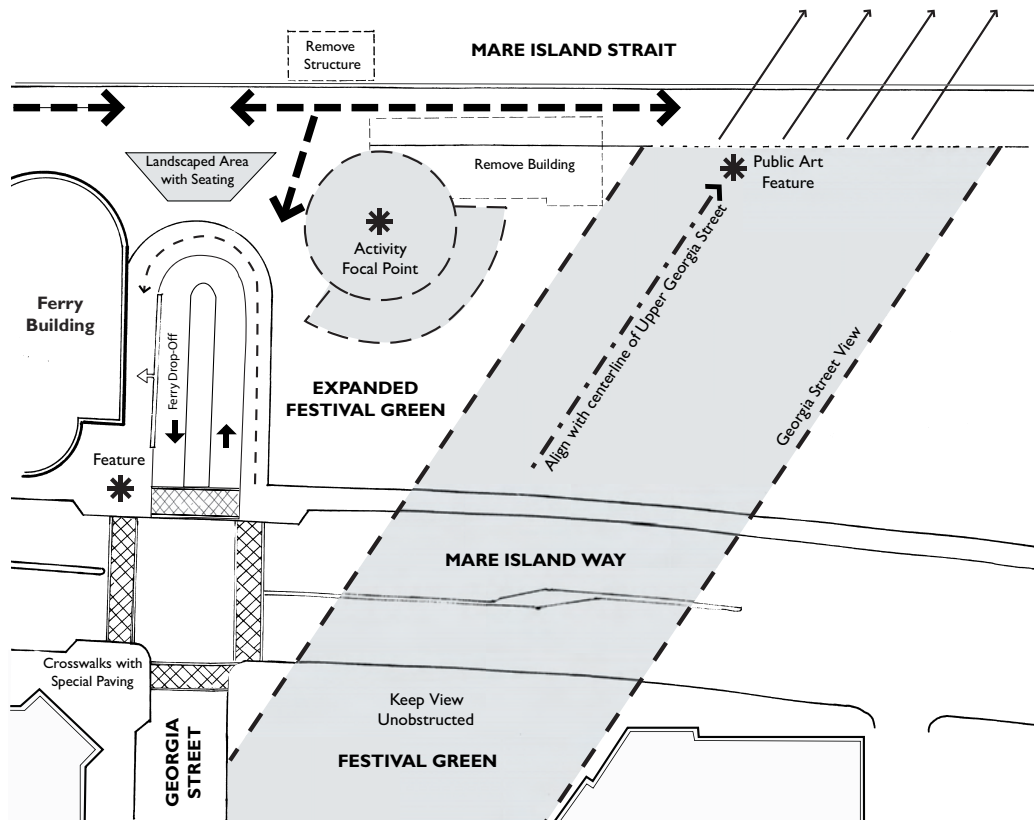 Remove
Structure
MARE ISLAND STRAIT
Landscaped Area
with Seating
Remove Building
Public Art
Feature
Activity
Focal Point
Ferry
Building
Ferry Drop-Off
Align with centerline of Upper Georgia Street
Georgia Street View
EXPANDED
FESTIVAL GREEN
Feature
MARE ISLAND WAY
Crosswalks with
Special Paving
Keep View
Unobstructed
GEORGIA
STREET
FESTIVAL GREEN